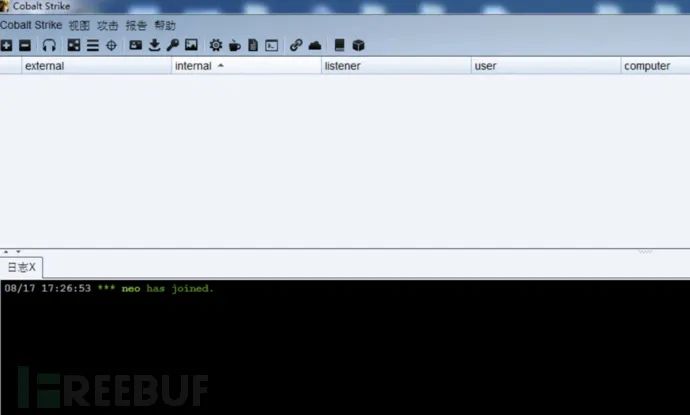 Cobalt Strike
Cobalt Strike 视图 攻击 报告 帮助
external internal listener user computer
日志X
08/17 17:26:53 *** neo has joined.
FREEBUF